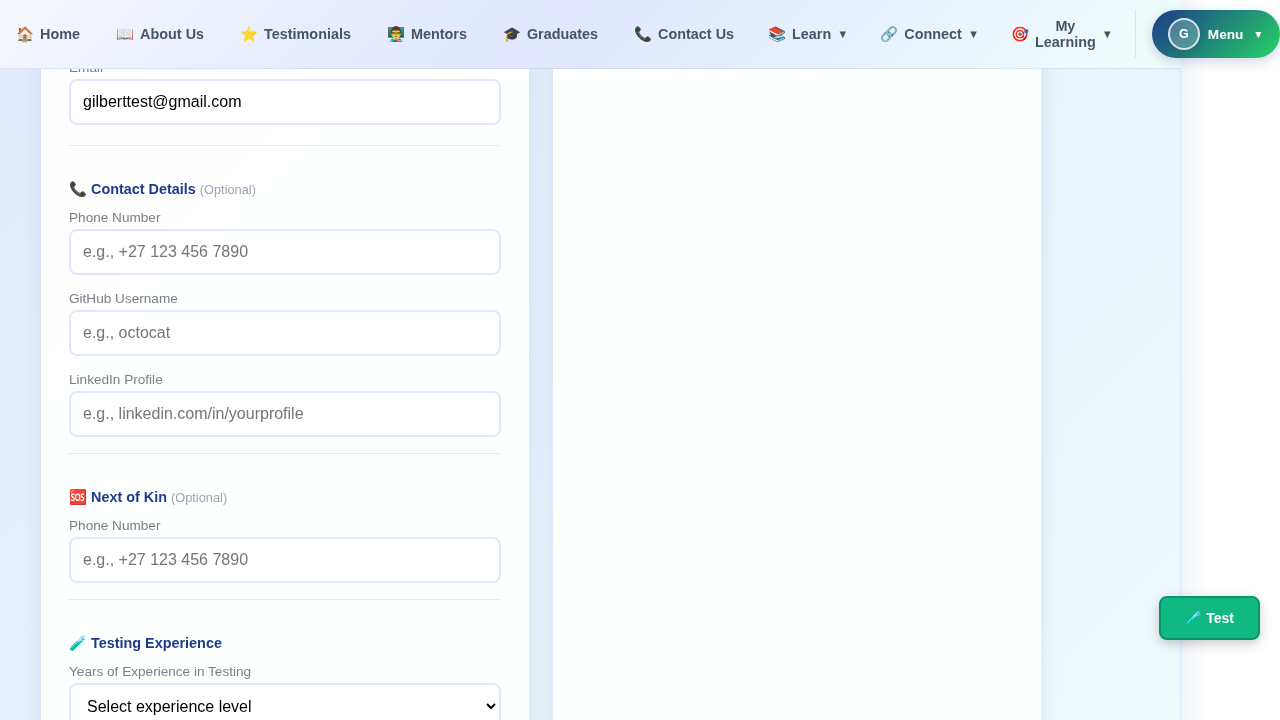 🏠 Home 📖 About Us ⭐ Testimonials 👨‍🏫 Mentors 🎓 Graduates 📞 Contact Us 📚 Learn ▼ 🔗 Connect ▼ 🎯 My Learning ▼ G Menu ▼
Email
gilberttest@gmail.com
📞 Contact Details (Optional)
Phone Number
e.g., +27 123 456 7890
GitHub Username
e.g., octocat
LinkedIn Profile
e.g., linkedin.com/in/yourprofile
🆘 Next of Kin (Optional)
Phone Number
e.g., +27 123 456 7890
🧪 Test
🧪 Testing Experience
Years of Experience in Testing
Select experience level